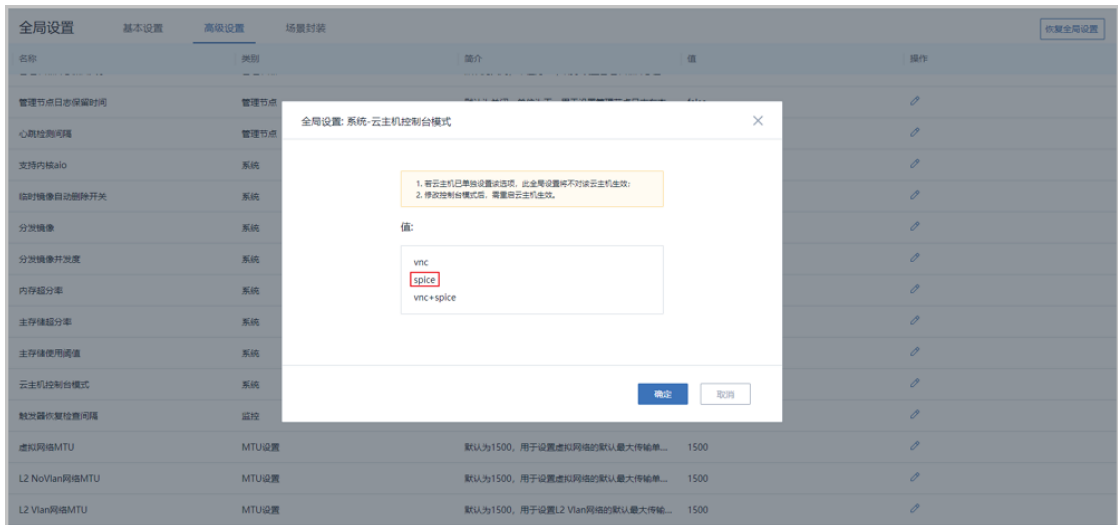 全局设置
基本设置
高级设置
场景封装
恢复全局设置
名称 类别 简介 值 操作
管理节点日志保留时间 管理节点
心跳检测间隔 管理节点
支持内核aio 系统
临时镜像自动删除开关 系统
分发镜像 系统
分发镜像并发度 系统
内存超分率 系统
主存储超分率 系统
主存储使用阈值 系统
云主机控制台模式 系统
触发器恢复检查间隔 监控
虚拟网络MTU MTU设置 默认为1500，用于设置虚拟网络的默认最大传输单... 1500
L2 NoVlan网络MTU MTU设置 默认为1500，用于设置虚拟网络的默认最大传输单... 1500
L2 Vlan网络MTU MTU设置 默认为1500，用于设置L2 Vlan网络的默认最大传输... 1500
全局设置: 系统-云主机控制台模式
1. 若云主机已单独设置该选项，此全局设置将不对该云主机生效；
2. 修改控制台模式后，需重启云主机生效。
值:
vnc
spice
vnc+spice
确定
取消